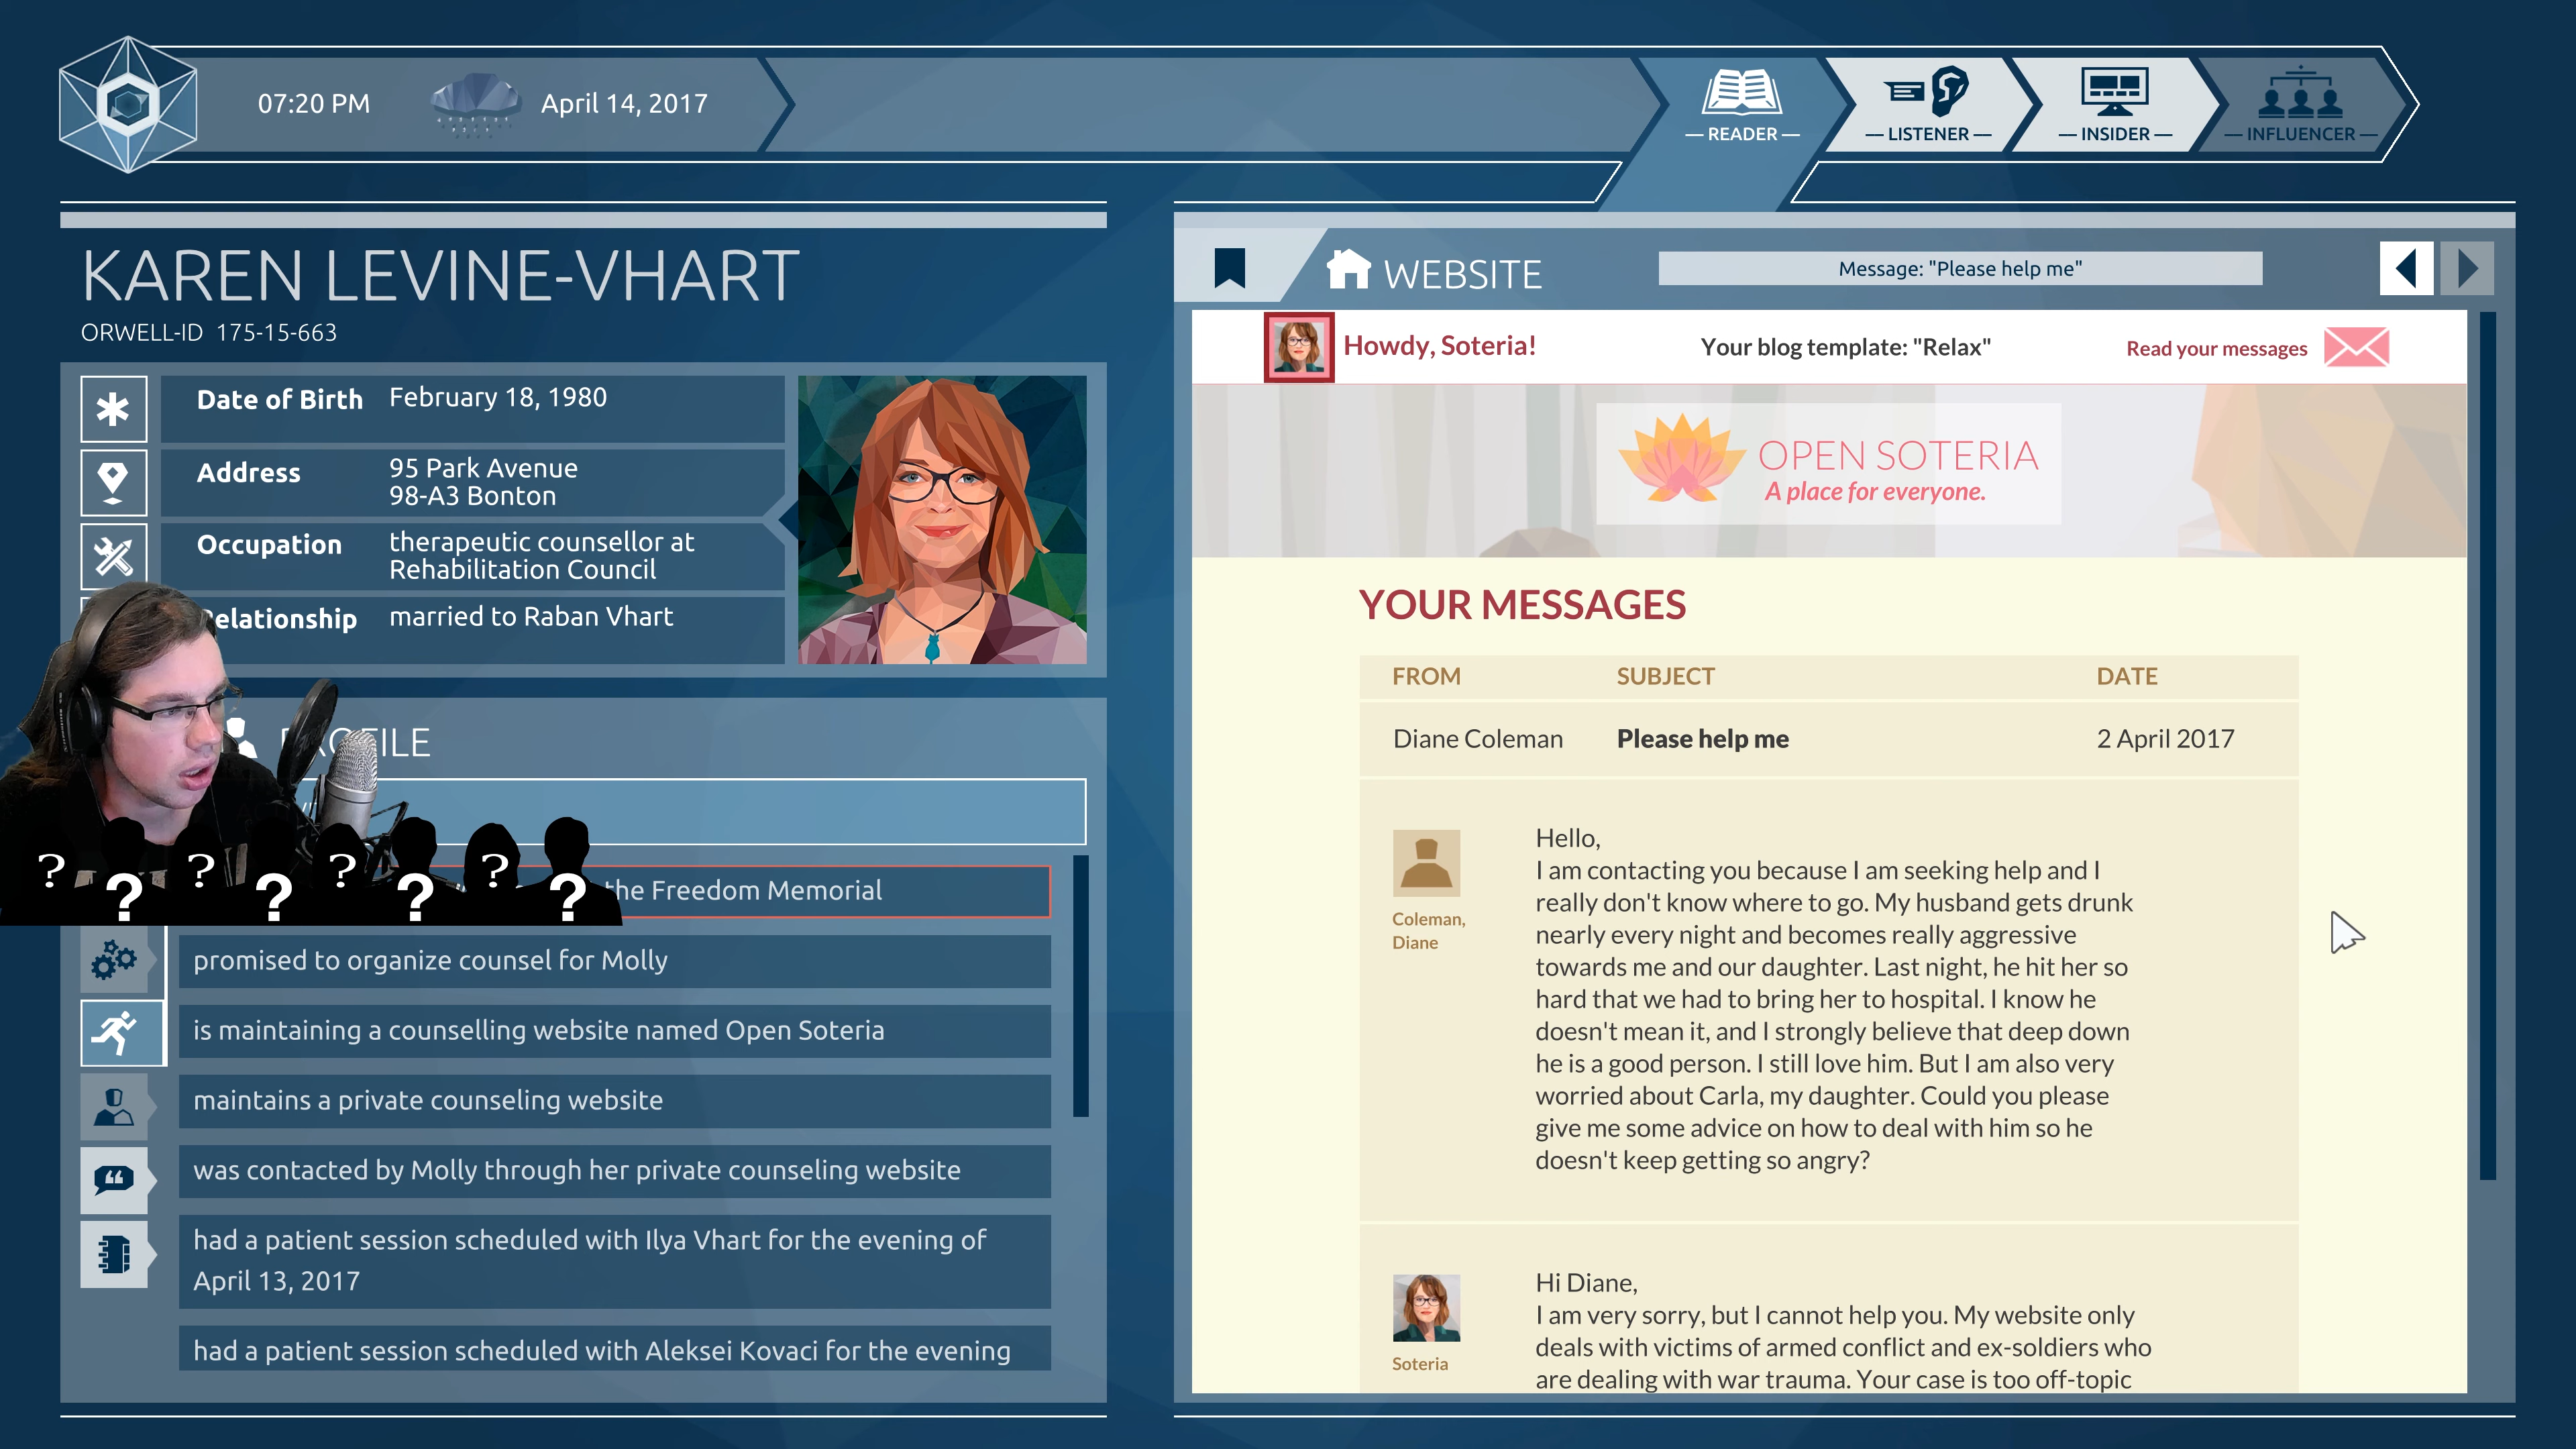 07:20 PM
April 14, 2017
READER
LISTENER
INSIDER
INFLUENCER
KAREN LEVINE-VHART
ORWELL-ID 175-15-663
Date of Birth February 18, 1980
Address 95 Park Avenue
98-A3 Bonton
Occupation therapeutic counsellor at
Rehabilitation Council
Relationship married to Raban Vhart
PROFILE
the Freedom Memorial
? ? ? ? ? ? ? ?
promised to organize counsel for Molly
is maintaining a counselling website named Open Soteria
maintains a private counseling website
was contacted by Molly through her private counseling website
had a patient session scheduled with Ilya Vhart for the evening of
April 13, 2017
had a patient session scheduled with Aleksei Kovaci for the evening
WEBSITE
Message: "Please help me"
Howdy, Soteria!
Your blog template: "Relax"
Read your messages
OPEN SOTERIA
A place for everyone.
YOUR MESSAGES
FROM SUBJECT DATE
Diane Coleman Please help me 2 April 2017
Coleman,
Diane
Hello,
I am contacting you because I am seeking help and I
really don't know where to go. My husband gets drunk
nearly every night and becomes really aggressive
towards me and our daughter. Last night, he hit her so
hard that we had to bring her to hospital. I know he
doesn't mean it, and I strongly believe that deep down
he is a good person. I still love him. But I am also very
worried about Carla, my daughter. Could you please
give me some advice on how to deal with him so he
doesn't keep getting so angry?
Soteria
Hi Diane,
I am very sorry, but I cannot help you. My website only
deals with victims of armed conflict and ex-soldiers who
are dealing with war trauma. Your case is too off-topic